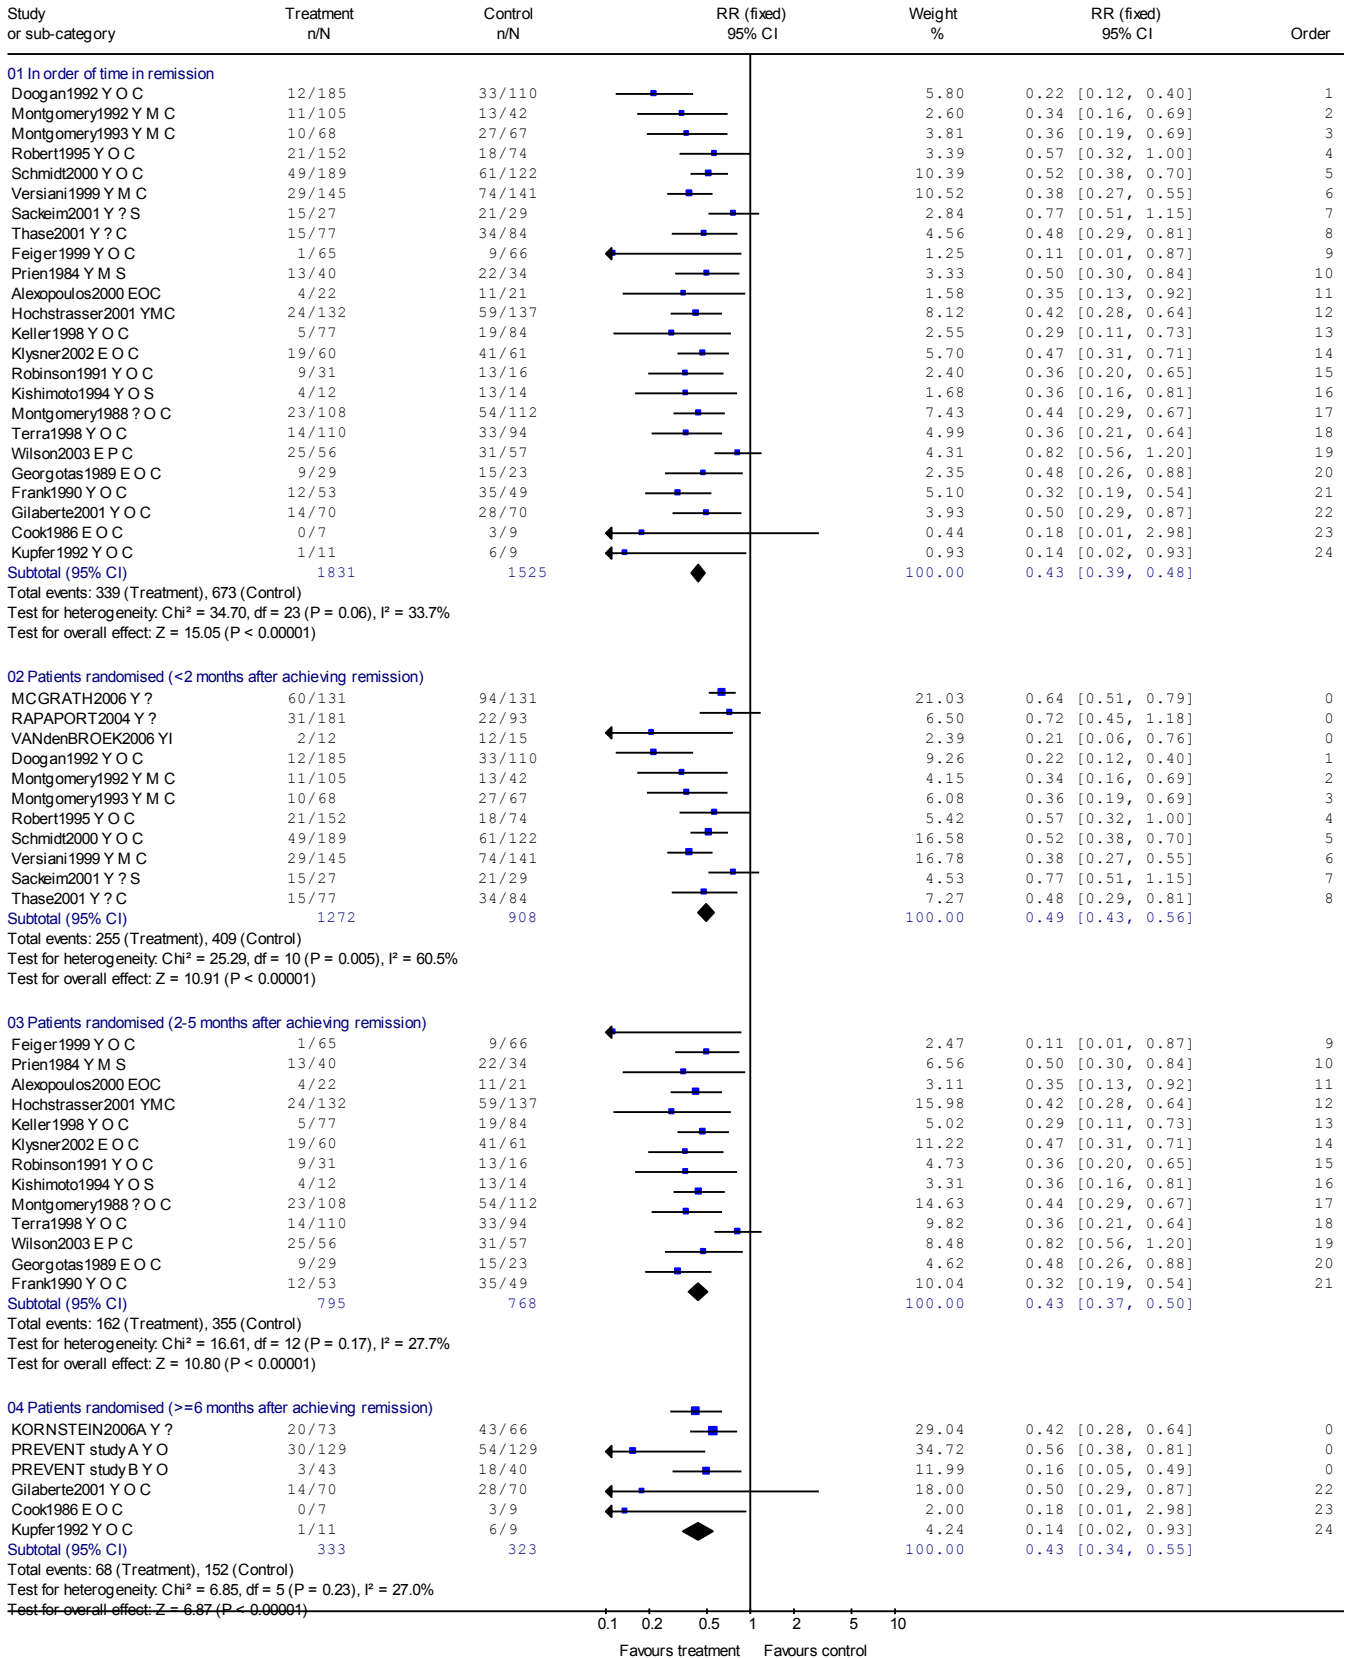 Study Treatment Control RR (fixed) Weight RR (fixed)
or sub-category n/N n/N 95% CI % 95% CI Order
01 In order of time in remission
Doogan1992 Y O C 12/185 33/110 5.80 0.22 [0.12, 0.40] 1
Montgomery1992 Y M C 11/105 13/42 2.60 0.34 [0.16, 0.69] 2
Montgomery1993 Y M C 10/68 27/67 3.81 0.36 [0.19, 0.69] 3
Robert1995 Y O C 21/152 18/74 3.39 0.57 [0.32, 1.00] 4
Schmidt2000 Y O C 49/189 61/122 10.39 0.52 [0.38, 0.70] 5
Versiani1999 Y M C 29/145 74/141 10.52 0.38 [0.27, 0.55] 6
Sackeim2001 Y ? S 15/27 21/29 2.84 0.77 [0.51, 1.15] 7
Thase2001 Y ? C 15/77 34/84 4.56 0.48 [0.29, 0.81] 8
Feiger1999 Y O C 1/65 9/66 1.25 0.11 [0.01, 0.87] 9
Prien1984 Y M S 13/40 22/34 3.33 0.50 [0.30, 0.84] 10
Alexopoulos2000 EOC 4/22 11/21 1.58 0.35 [0.13, 0.92] 11
Hochstrasser2001 YMC 24/132 59/137 8.12 0.42 [0.28, 0.64] 12
Keller1998 Y O C 5/77 19/84 2.55 0.29 [0.11, 0.73] 13
Klysner2002 E O C 19/60 41/61 5.70 0.47 [0.31, 0.71] 14
Robinson1991 Y O C 9/31 13/16 2.40 0.36 [0.20, 0.65] 15
Kishimoto1994 Y O S 4/12 13/14 1.68 0.36 [0.16, 0.81] 16
Montgomery1988 ? O C 23/108 54/112 7.43 0.44 [0.29, 0.67] 17
Terra1998 Y O C 14/110 33/94 4.99 0.36 [0.21, 0.64] 18
Wilson2003 E P C 25/56 31/57 4.31 0.82 [0.56, 1.20] 19
Georgotas1989 E O C 9/29 15/23 2.35 0.48 [0.26, 0.88] 20
Frank1990 Y O C 12/53 35/49 5.10 0.32 [0.19, 0.54] 21
Gilaberte2001 Y O C 14/70 28/70 3.93 0.50 [0.29, 0.87] 22
Cook1986 E O C 0/7 3/9 0.44 0.18 [0.01, 2.98] 23
Kupfer1992 Y O C 1/11 6/9 0.93 0.14 [0.02, 0.93] 24
Subtotal (95% CI) 1831 1525 100.00 0.43 [0.39, 0.48]
Total events: 339 (Treatment), 673 (Control)
Test for heterogeneity: Chi² = 34.70, df = 23 (P = 0.06), I² = 33.7%
Test for overall effect: Z = 15.05 (P < 0.00001)
02 Patients randomised (<2 months after achieving remission)
MCGRATH2006 Y ? 60/131 94/131 21.03 0.64 [0.51, 0.79] 0
RAPAPORT2004 Y ? 31/181 22/93 6.50 0.72 [0.45, 1.18] 0
VANdenBROEK2006 YI 2/12 12/15 2.39 0.21 [0.06, 0.76] 0
Doogan1992 Y O C 12/185 33/110 9.26 0.22 [0.12, 0.40] 1
Montgomery1992 Y M C 11/105 13/42 4.15 0.34 [0.16, 0.69] 2
Montgomery1993 Y M C 10/68 27/67 6.08 0.36 [0.19, 0.69] 3
Robert1995 Y O C 21/152 18/74 5.42 0.57 [0.32, 1.00] 4
Schmidt2000 Y O C 49/189 61/122 16.58 0.52 [0.38, 0.70] 5
Versiani1999 Y M C 29/145 74/141 16.78 0.38 [0.27, 0.55] 6
Sackeim2001 Y ? S 15/27 21/29 4.53 0.77 [0.51, 1.15] 7
Thase2001 Y ? C 15/77 34/84 7.27 0.48 [0.29, 0.81] 8
Subtotal (95% CI) 1272 908 100.00 0.49 [0.43, 0.56]
Total events: 255 (Treatment), 409 (Control)
Test for heterogeneity: Chi² = 25.29, df = 10 (P = 0.005), I² = 60.5%
Test for overall effect: Z = 10.91 (P < 0.00001)
03 Patients randomised (2-5 months after achieving remission)
Feiger1999 Y O C 1/65 9/66 2.47 0.11 [0.01, 0.87] 9
Prien1984 Y M S 13/40 22/34 6.56 0.50 [0.30, 0.84] 10
Alexopoulos2000 EOC 4/22 11/21 3.11 0.35 [0.13, 0.92] 11
Hochstrasser2001 YMC 24/132 59/137 15.98 0.42 [0.28, 0.64] 12
Keller1998 Y O C 5/77 19/84 5.02 0.29 [0.11, 0.73] 13
Klysner2002 E O C 19/60 41/61 11.22 0.47 [0.31, 0.71] 14
Robinson1991 Y O C 9/31 13/16 4.73 0.36 [0.20, 0.65] 15
Kishimoto1994 Y O S 4/12 13/14 3.31 0.36 [0.16, 0.81] 16
Montgomery1988 ? O C 23/108 54/112 14.63 0.44 [0.29, 0.67] 17
Terra1998 Y O C 14/110 33/94 9.82 0.36 [0.21, 0.64] 18
Wilson2003 E P C 25/56 31/57 8.48 0.82 [0.56, 1.20] 19
Georgotas1989 E O C 9/29 15/23 4.62 0.48 [0.26, 0.88] 20
Frank1990 Y O C 12/53 35/49 10.04 0.32 [0.19, 0.54] 21
Subtotal (95% CI) 795 768 100.00 0.43 [0.37, 0.50]
Total events: 162 (Treatment), 355 (Control)
Test for heterogeneity: Chi² = 16.61, df = 12 (P = 0.17), I² = 27.7%
Test for overall effect: Z = 10.80 (P < 0.00001)
04 Patients randomised (>=6 months after achieving remission)
KORNSTEIN2006A Y ? 20/73 43/66 29.04 0.42 [0.28, 0.64] 0
PREVENT study A Y O 30/129 54/129 34.72 0.56 [0.38, 0.81] 0
PREVENT study B Y O 3/43 18/40 11.99 0.16 [0.05, 0.49] 0
Gilaberte2001 Y O C 14/70 28/70 18.00 0.50 [0.29, 0.87] 22
Cook1986 E O C 0/7 3/9 2.00 0.18 [0.01, 2.98] 23
Kupfer1992 Y O C 1/11 6/9 4.24 0.14 [0.02, 0.93] 24
Subtotal (95% CI) 333 323 100.00 0.43 [0.34, 0.55]
Total events: 68 (Treatment), 152 (Control)
Test for heterogeneity: Chi² = 6.85, df = 5 (P = 0.23), I² = 27.0%
Test for overall effect: Z = 6.87 (P < 0.00001)
0.1 0.2 0.5 1 2 5 10
Favours treatment Favours control